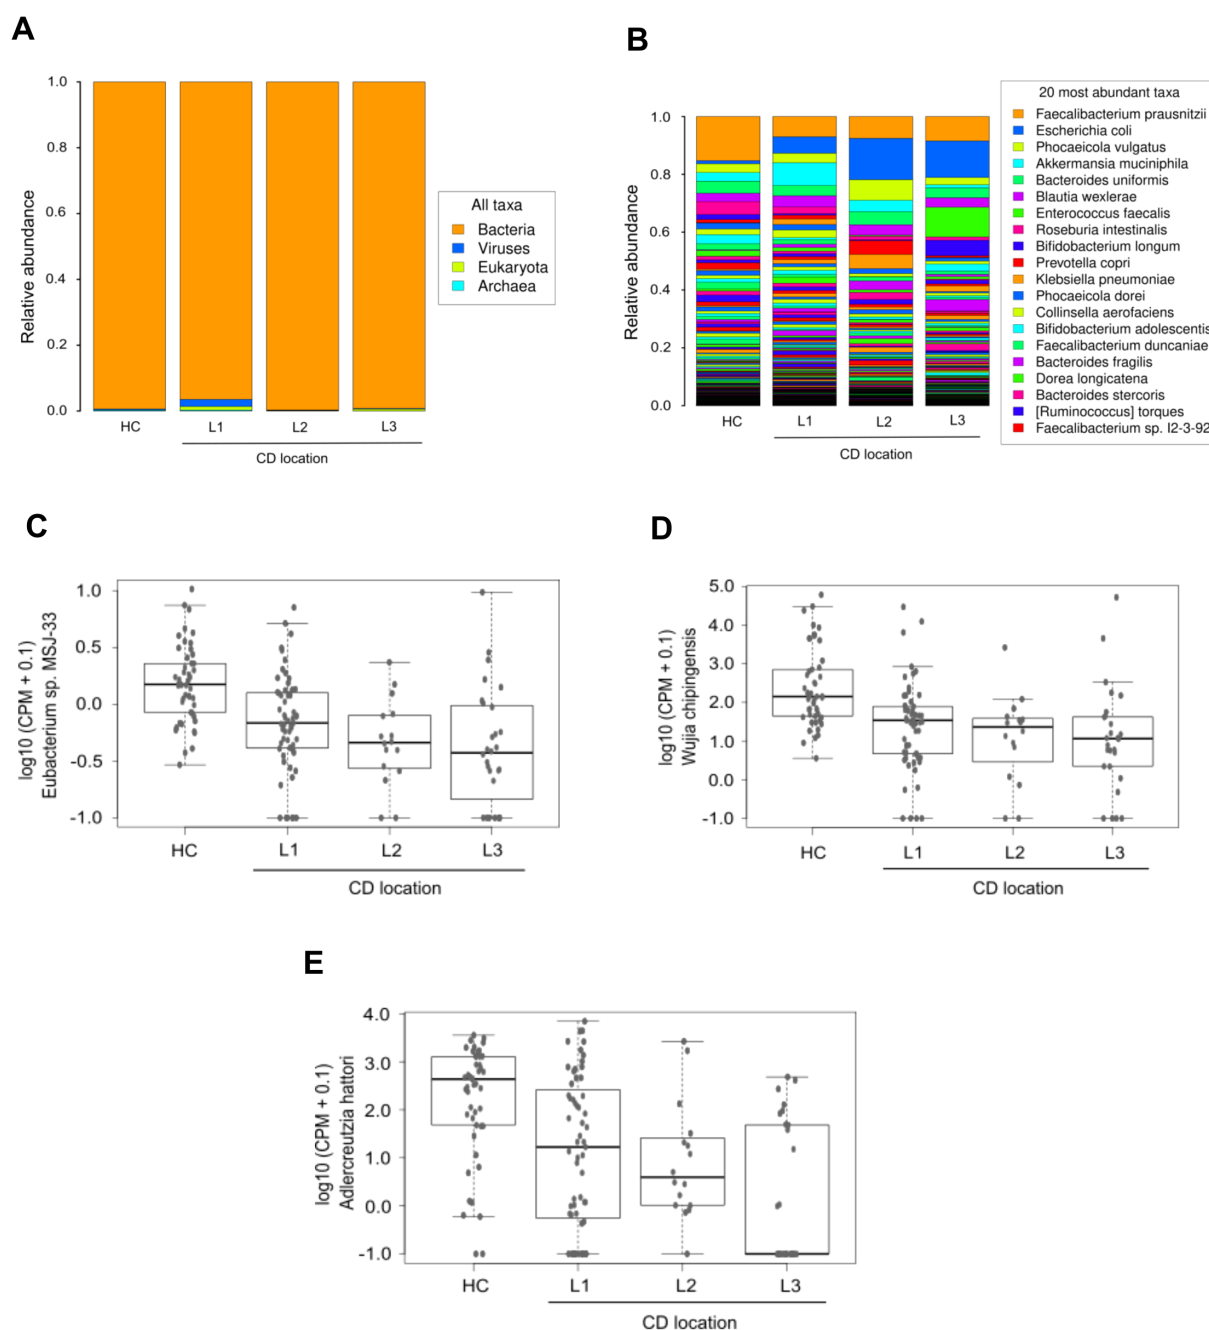 A
Relative abundance
1.0
0.8
0.6
0.4
0.2
0.0
HC
L1
L2
L3
CD location
All taxa
Bacteria
Viruses
Eukaryota
Archaea
B
Relative abundance
1.0
0.8
0.6
0.4
0.2
0.0
HC
L1
L2
L3
CD location
20 most abundant taxa
Faecalibacterium prausnitzii
Escherichia coli
Phocaeicola vulgatus
Akkermansia muciniphila
Bacteroides uniformis
Blautia wexlerae
Enterococcus faecalis
Roseburia intestinalis
Bifidobacterium longum
Prevotella copri
Klebsiella pneumoniae
Phocaeicola dorei
Collinsella aerofaciens
Bifidobacterium adolescentis
Faecalibacterium duncaniae
Bacteroides fragilis
Dorea longicatena
Bacteroides stercoris
[Ruminococcus] torques
Faecalibacterium sp. I2-3-92
C
log10 (CPM + 0.1)
Eubacterium sp. MSJ-33
1.0
0.5
0.0
-0.5
-1.0
HC
L1
L2
L3
CD location
D
log10 (CPM + 0.1)
Wujia chipingensis
5.0
4.0
3.0
2.0
1.0
0.0
-1.0
HC
L1
L2
L3
CD location
E
log10 (CPM + 0.1)
Adlercreutzia hattori
4.0
3.0
2.0
1.0
0.0
-1.0
HC
L1
L2
L3
CD location